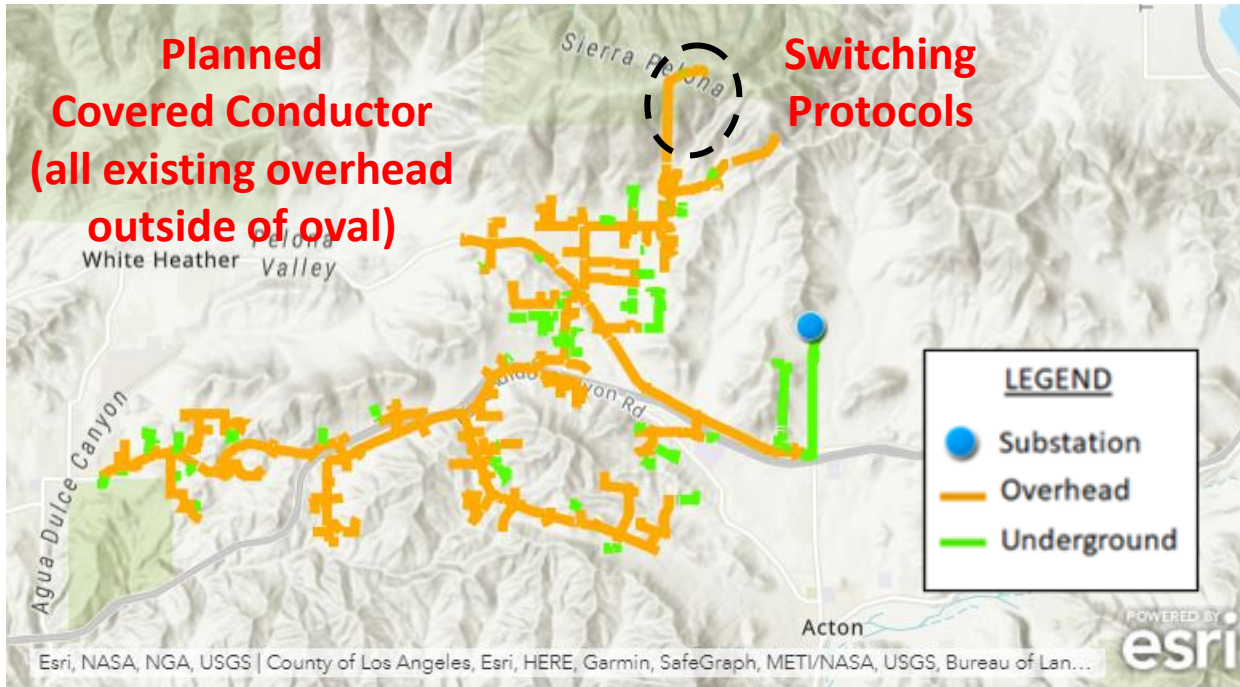 Planned
Covered Conductor
(all existing overhead
outside of oval)
Switching
Protocols
Sierra Pelona
White Heather
Pelona
Valley
Agua Dulce Canyon
yon Rd
LEGEND
Substation
Overhead
Underground
Acton
POWERED BY
esri
Esri, NASA, NGA, USGS | County of Los Angeles, Esri, HERE, Garmin, SafeGraph, METI/NASA, USGS, Bureau of Lan...